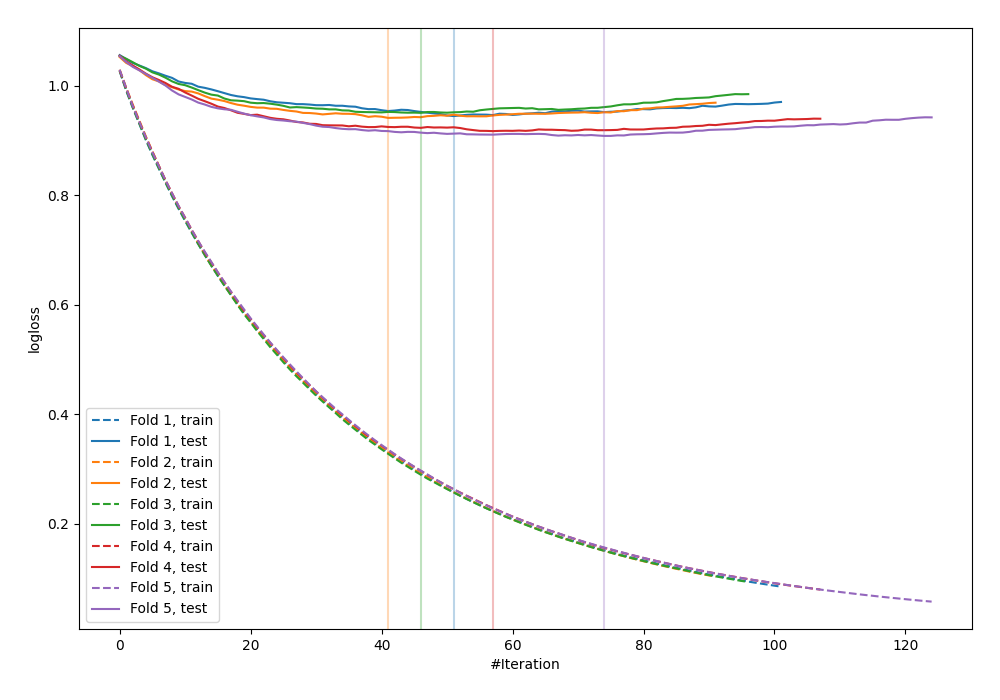 1.0
0.8
0.6
0.4
0.2
logloss
Fold 1, train
Fold 1, test
Fold 2, train
Fold 2, test
Fold 3, train
Fold 3, test
Fold 4, train
Fold 4, test
Fold 5, train
Fold 5, test
0 20 40 60 80 100 120
#Iteration